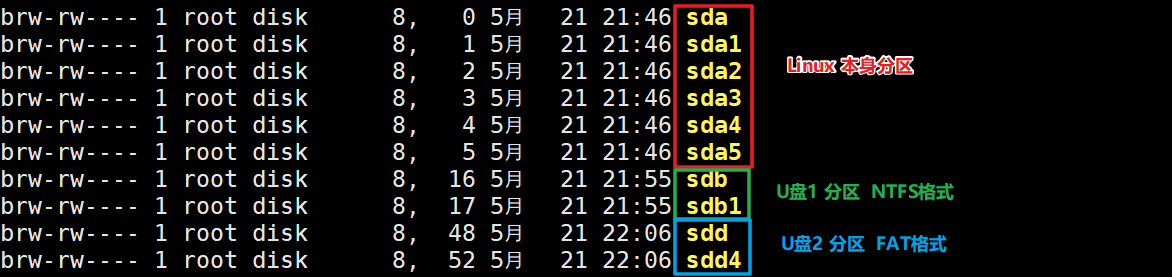 brw-rw---- 1 root disk 8, 0 5月 21 21:46 sda
brw-rw---- 1 root disk 8, 1 5月 21 21:46 sda1
Linux 本身分区
brw-rw---- 1 root disk 8, 2 5月 21 21:46 sda2
brw-rw---- 1 root disk 8, 3 5月 21 21:46 sda3
brw-rw---- 1 root disk 8, 4 5月 21 21:46 sda4
brw-rw---- 1 root disk 8, 5 5月 21 21:46 sda5
brw-rw---- 1 root disk 8, 16 5月 21 21:55 sdb
U盘1 分区 NTFS格式
brw-rw---- 1 root disk 8, 17 5月 21 21:55 sdb1
brw-rw---- 1 root disk 8, 48 5月 21 22:06 sdd
U盘2 分区 FAT格式
brw-rw---- 1 root disk 8, 52 5月 21 22:06 sdd4